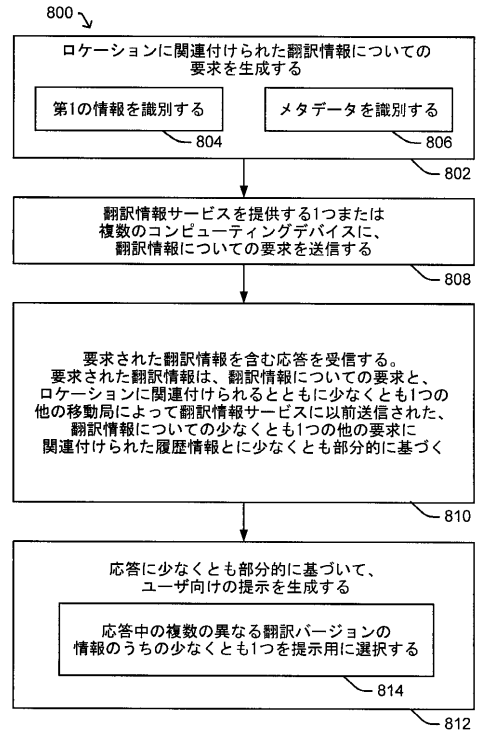 800
ロケーションに関連付けられた翻訳情報についての
要求を生成する
第1の情報を識別する
メタデータを識別する
804
806
802
翻訳情報サービスを提供する1つまたは
複数のコンピューティングデバイスに、
翻訳情報についての要求を送信する
808
要求された翻訳情報を含む応答を受信する。
要求された翻訳情報は、翻訳情報についての要求と、
ロケーションに関連付けられるとともに少なくとも1つの
他の移動局によって翻訳情報サービスに以前送信された、
翻訳情報についての少なくとも1つの他の要求に
関連付けられた履歴情報とに少なくとも部分的に基づく
810
応答に少なくとも部分的に基づいて、
ユーザ向けの提示を生成する
応答中の複数の異なる翻訳バージョンの
情報のうちの少なくとも1つを提示用に選択する
814
812